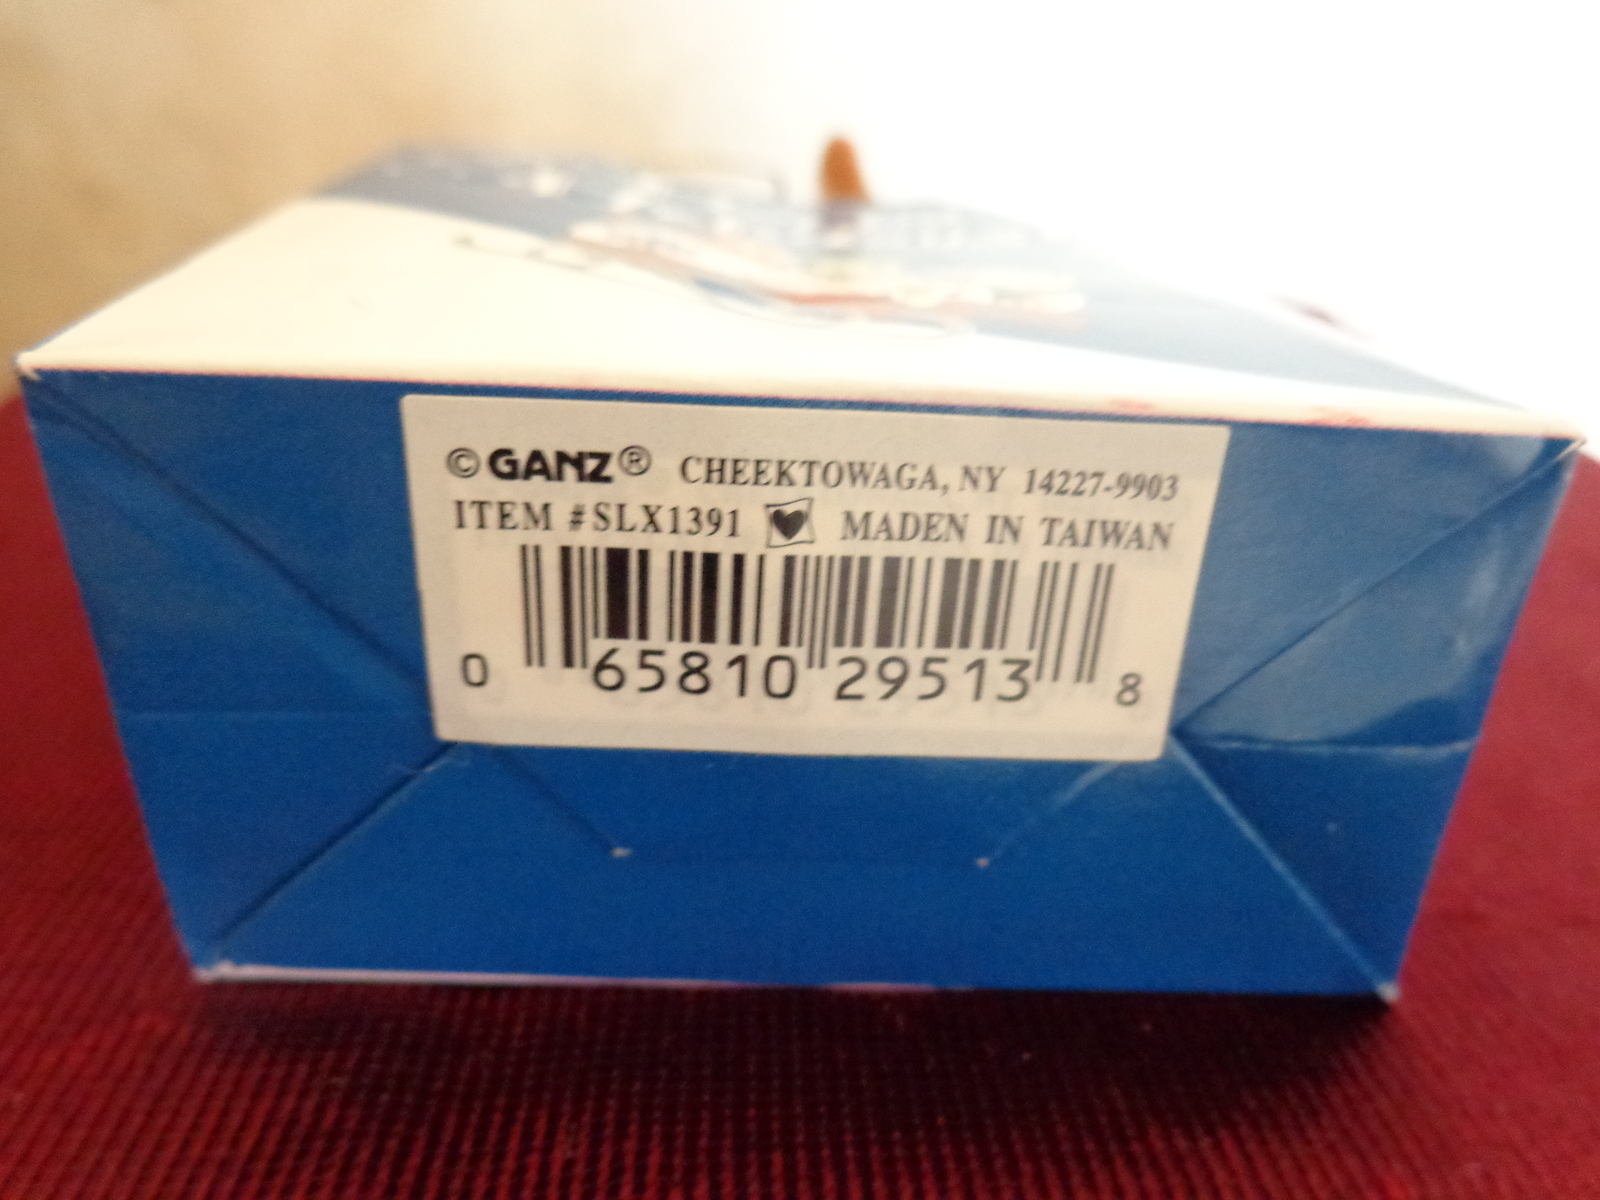 ©GANZ® CHEEKTOWAGA, NY 14227-9903
ITEM #SLX1391 MADEN IN TAIWAN
0 65810 29513 8